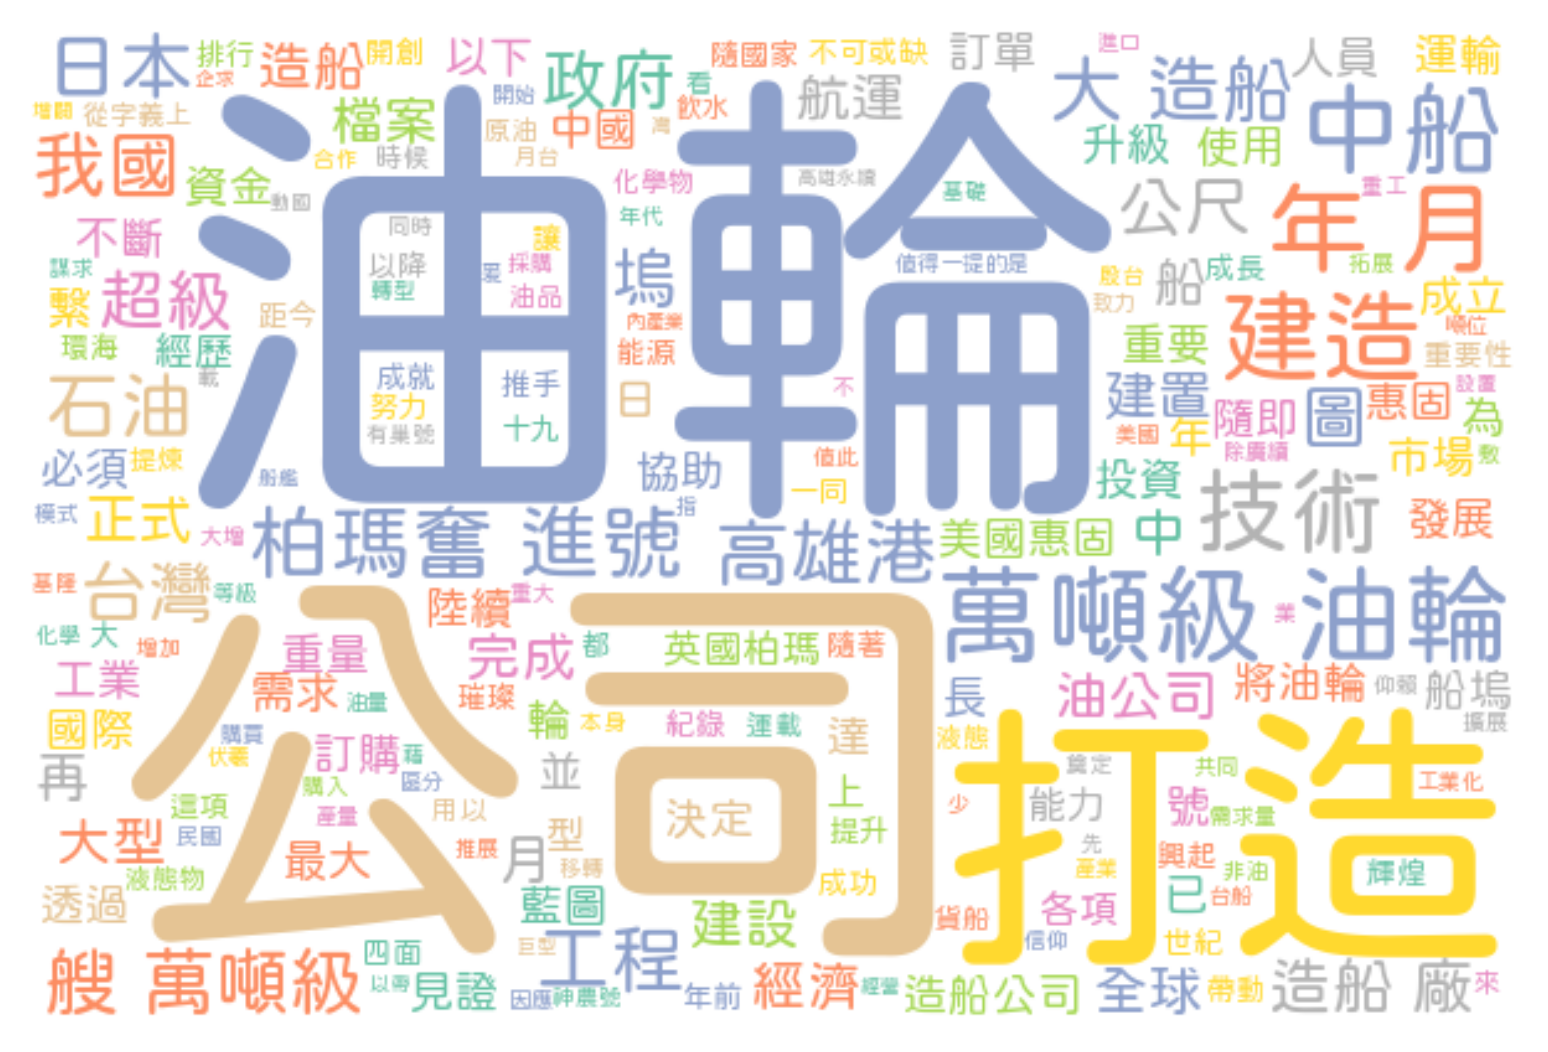 日本
排行
企求
造船
開創
以下
開始
政府
看
飲水
隨國家
不可或缺
航運
訂單
進口
大 造船
人員
運輸
增闢
從字義上
檔案
合作
時候
原油
月台
中國
灣
升級
使用
中船
我國
資金
動國
油輪
化學物
年代
高雄永續
基礎
公尺
重工
年月
不斷
謀求
繫
超級
距今
同時
以降
轉型
讓
採購
油品
塢
內產業
能源
值得一提的是
殷台
致力
船
成長
拓展
成立
順位
環海
經歷
載
石油
成就
努力
有巢號
推手
十九
日
不
重要
建造
重要性
建置
美國
年
隨即
除賡續
圖
惠固
設置
為
必須
提煉
船艦
協助
值此
一同
指
投資
市場
模式
正式
大增
柏瑪奮 進號
高雄港
美國惠固
中
技術
發展
基隆
台灣
等級
陸續
重大
萬噸級
業
油輪
化學
大
增加
工業
重量
需求
油量
完成
都
璀璨
英國柏瑪
隨著
長
油公司
將油輪
仰賴
船塢
擴展
公司
國際
購買
伏羲
訂購
藉
購入
區分
輪
本身
紀錄
運載
達
液態
打造
奠定
共同
工業化
再
這項
民國
產量
用以
並
決定
上
提升
少
能力
號
需求量
大型
最大
推展
月
型
移轉
先
產業
興起
非油
輝煌
液態物
透過
藍圖
建設
成功
貨船
信仰
各項
已
台船
世紀
艘 萬噸級
四面
以專
見證
巨型
工程
因應
神農號
年前
經濟
經營
造船公司
全球
帶動
造船 廠
來